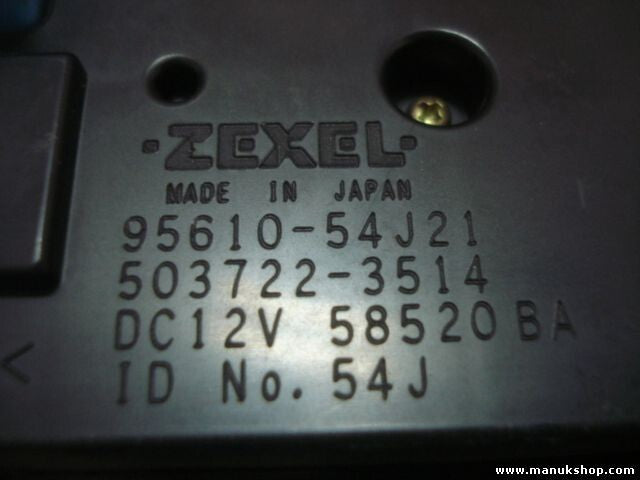 ·ZEXEL·
MADE IN JAPAN
95610-54J21
503722-3514
DC12V 58520BA
ID No. 54J
<
www.manukshop.com